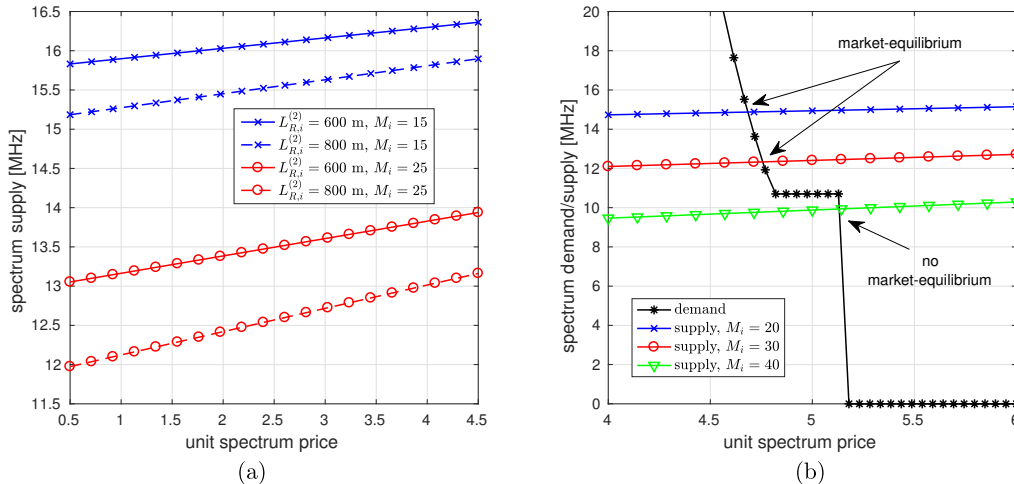 16.5
16
15.5
15
14.5
14
13.5
13
12.5
12
11.5
0.5 1 1.5 2 2.5 3 3.5 4 4.5
spectrum supply [MHz]
unit spectrum price
$L_{R,i}^{(2)}$ = 600 m, $M_i$ = 15
$L_{R,i}^{(2)}$ = 800 m, $M_i$ = 15
$L_{R,i}^{(2)}$ = 600 m, $M_i$ = 25
$L_{R,i}^{(2)}$ = 800 m, $M_i$ = 25
(a)
20
18
16
14
12
10
8
6
4
2
0
4 4.5 5 5.5 6
spectrum demand/supply [MHz]
unit spectrum price
market-equilibrium
no
market-equilibrium
demand
supply, $M_i$ = 20
supply, $M_i$ = 30
supply, $M_i$ = 40
(b)